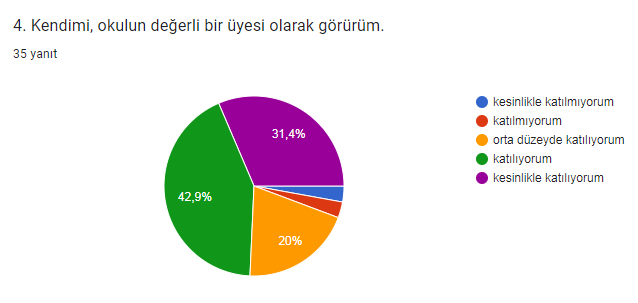 4. Kendimi, okulun değerli bir üyesi olarak görürüm.
35 yanıt
31,4%
42,9%
20%
kesinlikle katılmıyorum
katılmıyorum
orta düzeyde katılıyorum
katılıyorum
kesinlikle katılıyorum